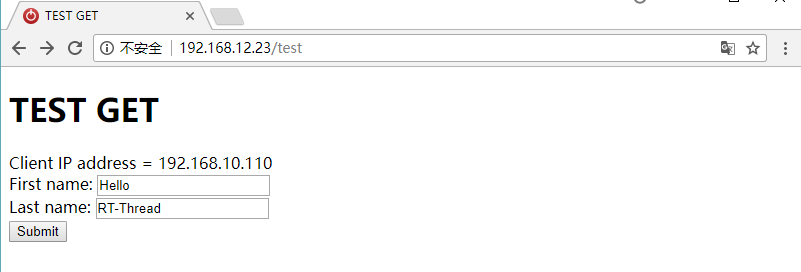 TEST GET
不安全 192.168.12.23/test
TEST GET
Client IP address = 192.168.10.110
First name: Hello
Last name: RT-Thread
Submit